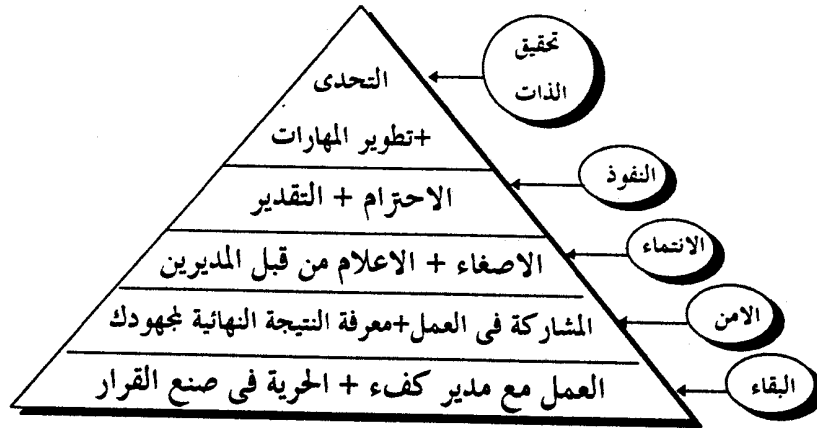 تحقيق
الذات
التحدى
+تطوير المهارات
النفوذ
الاحترام + التقدير
الانتماء
الاصغاء + الاعلام من قبل المديرين
الامن
المشاركة فى العمل+معرفة النتيجة النهائية لمجهودك
البقاء
العمل مع مدير كفء + الحرية فى صنع القرار